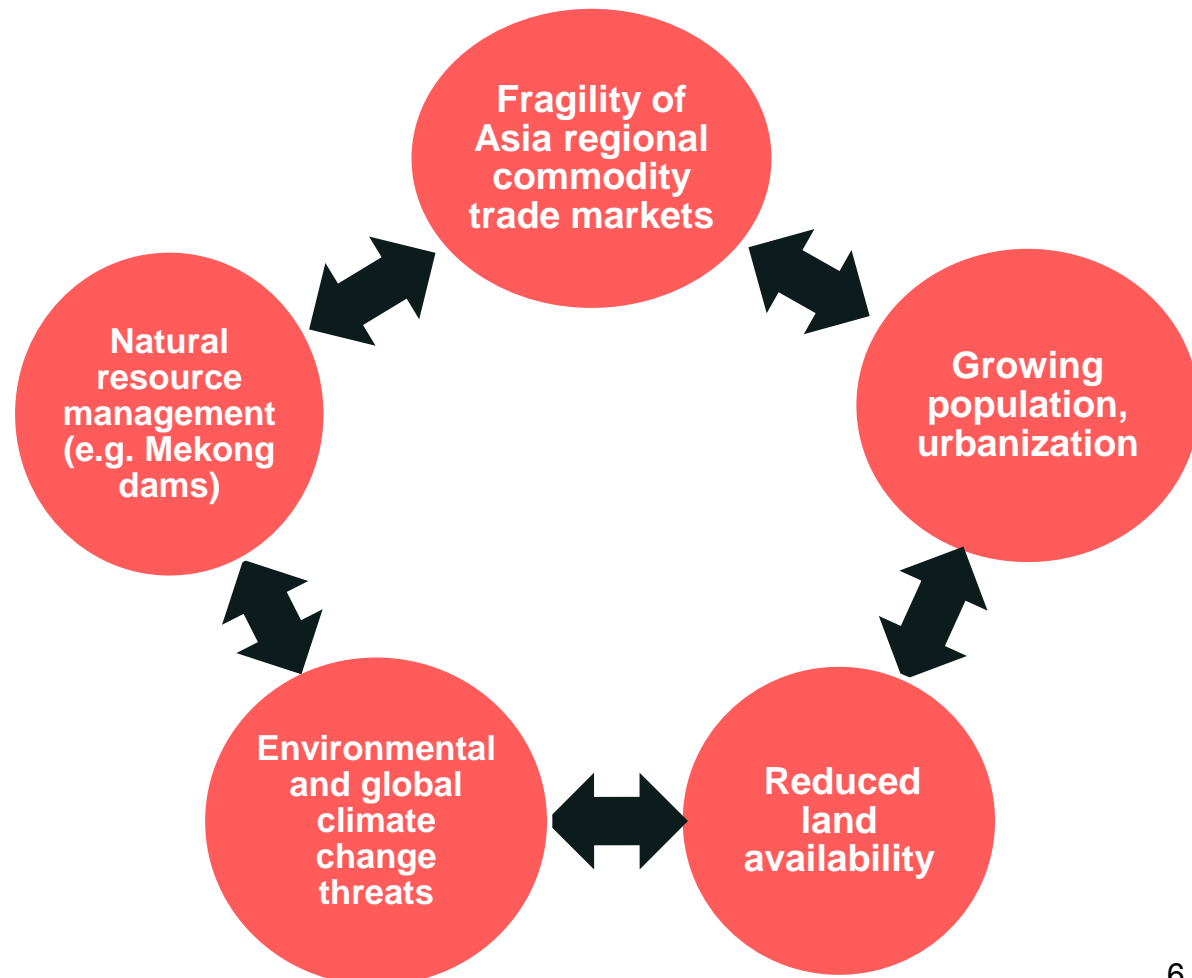 Fragility of
Asia regional
commodity
trade markets
Growing
population,
urbanization
Reduced
land
availability
Environmental
and global
climate
change
threats
Natural
resource
management
(e.g. Mekong
dams)
6